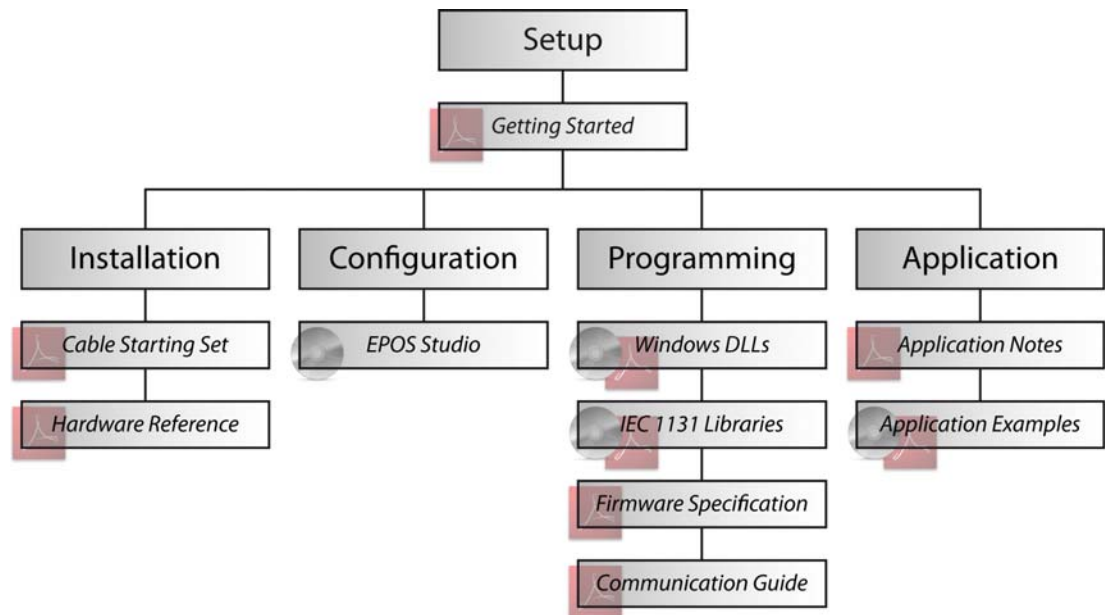 Setup
Getting Started
Installation
Configuration
Programming
Application
Cable Starting Set
EPOS Studio
Windows DLLs
Application Notes
Hardware Reference
IEC 1131 Libraries
Application Examples
Firmware Specification
Communication Guide